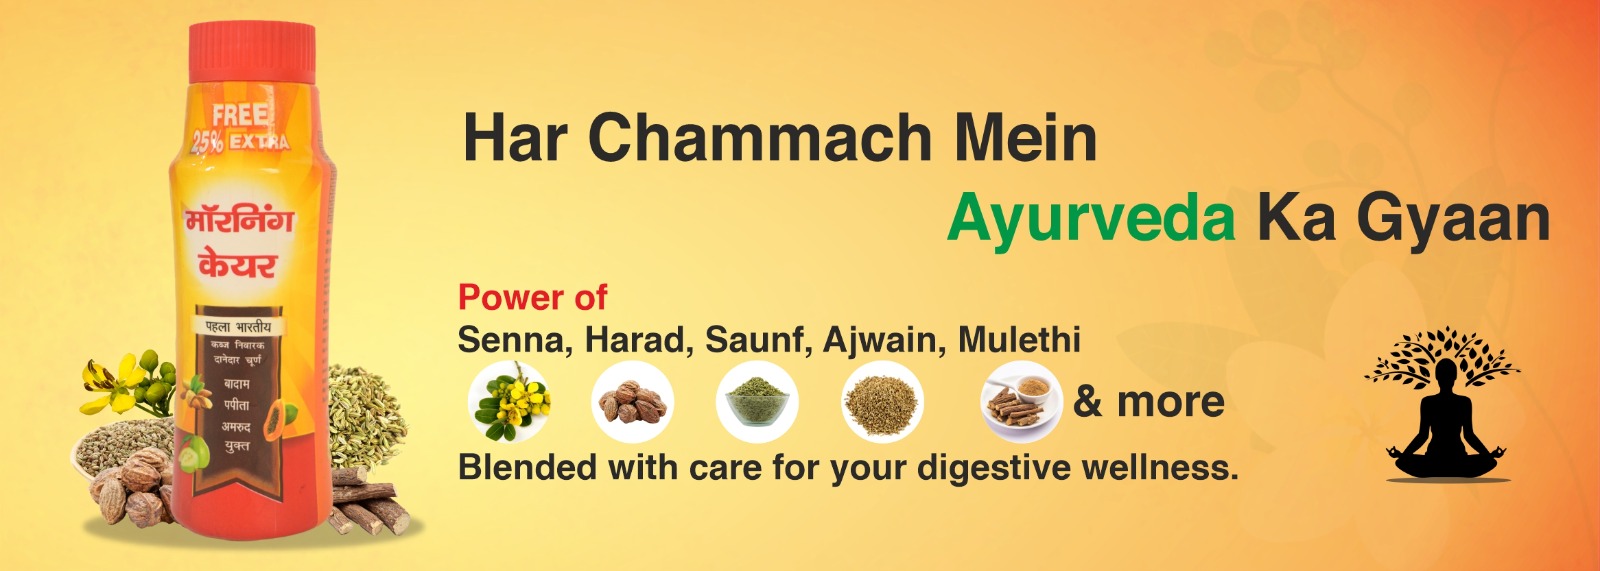 FREE
25% EXTRA
मॉरनिंग
केयर
पहला भारतीय
कब्ज निवारक
दानेदार चूर्ण
बादाम
पपीता
अमरुद
युक्त
Har Chammach Mein
Ayurveda Ka Gyaan
Power of
Senna, Harad, Saunf, Ajwain, Mulethi
& more
Blended with care for your digestive wellness.